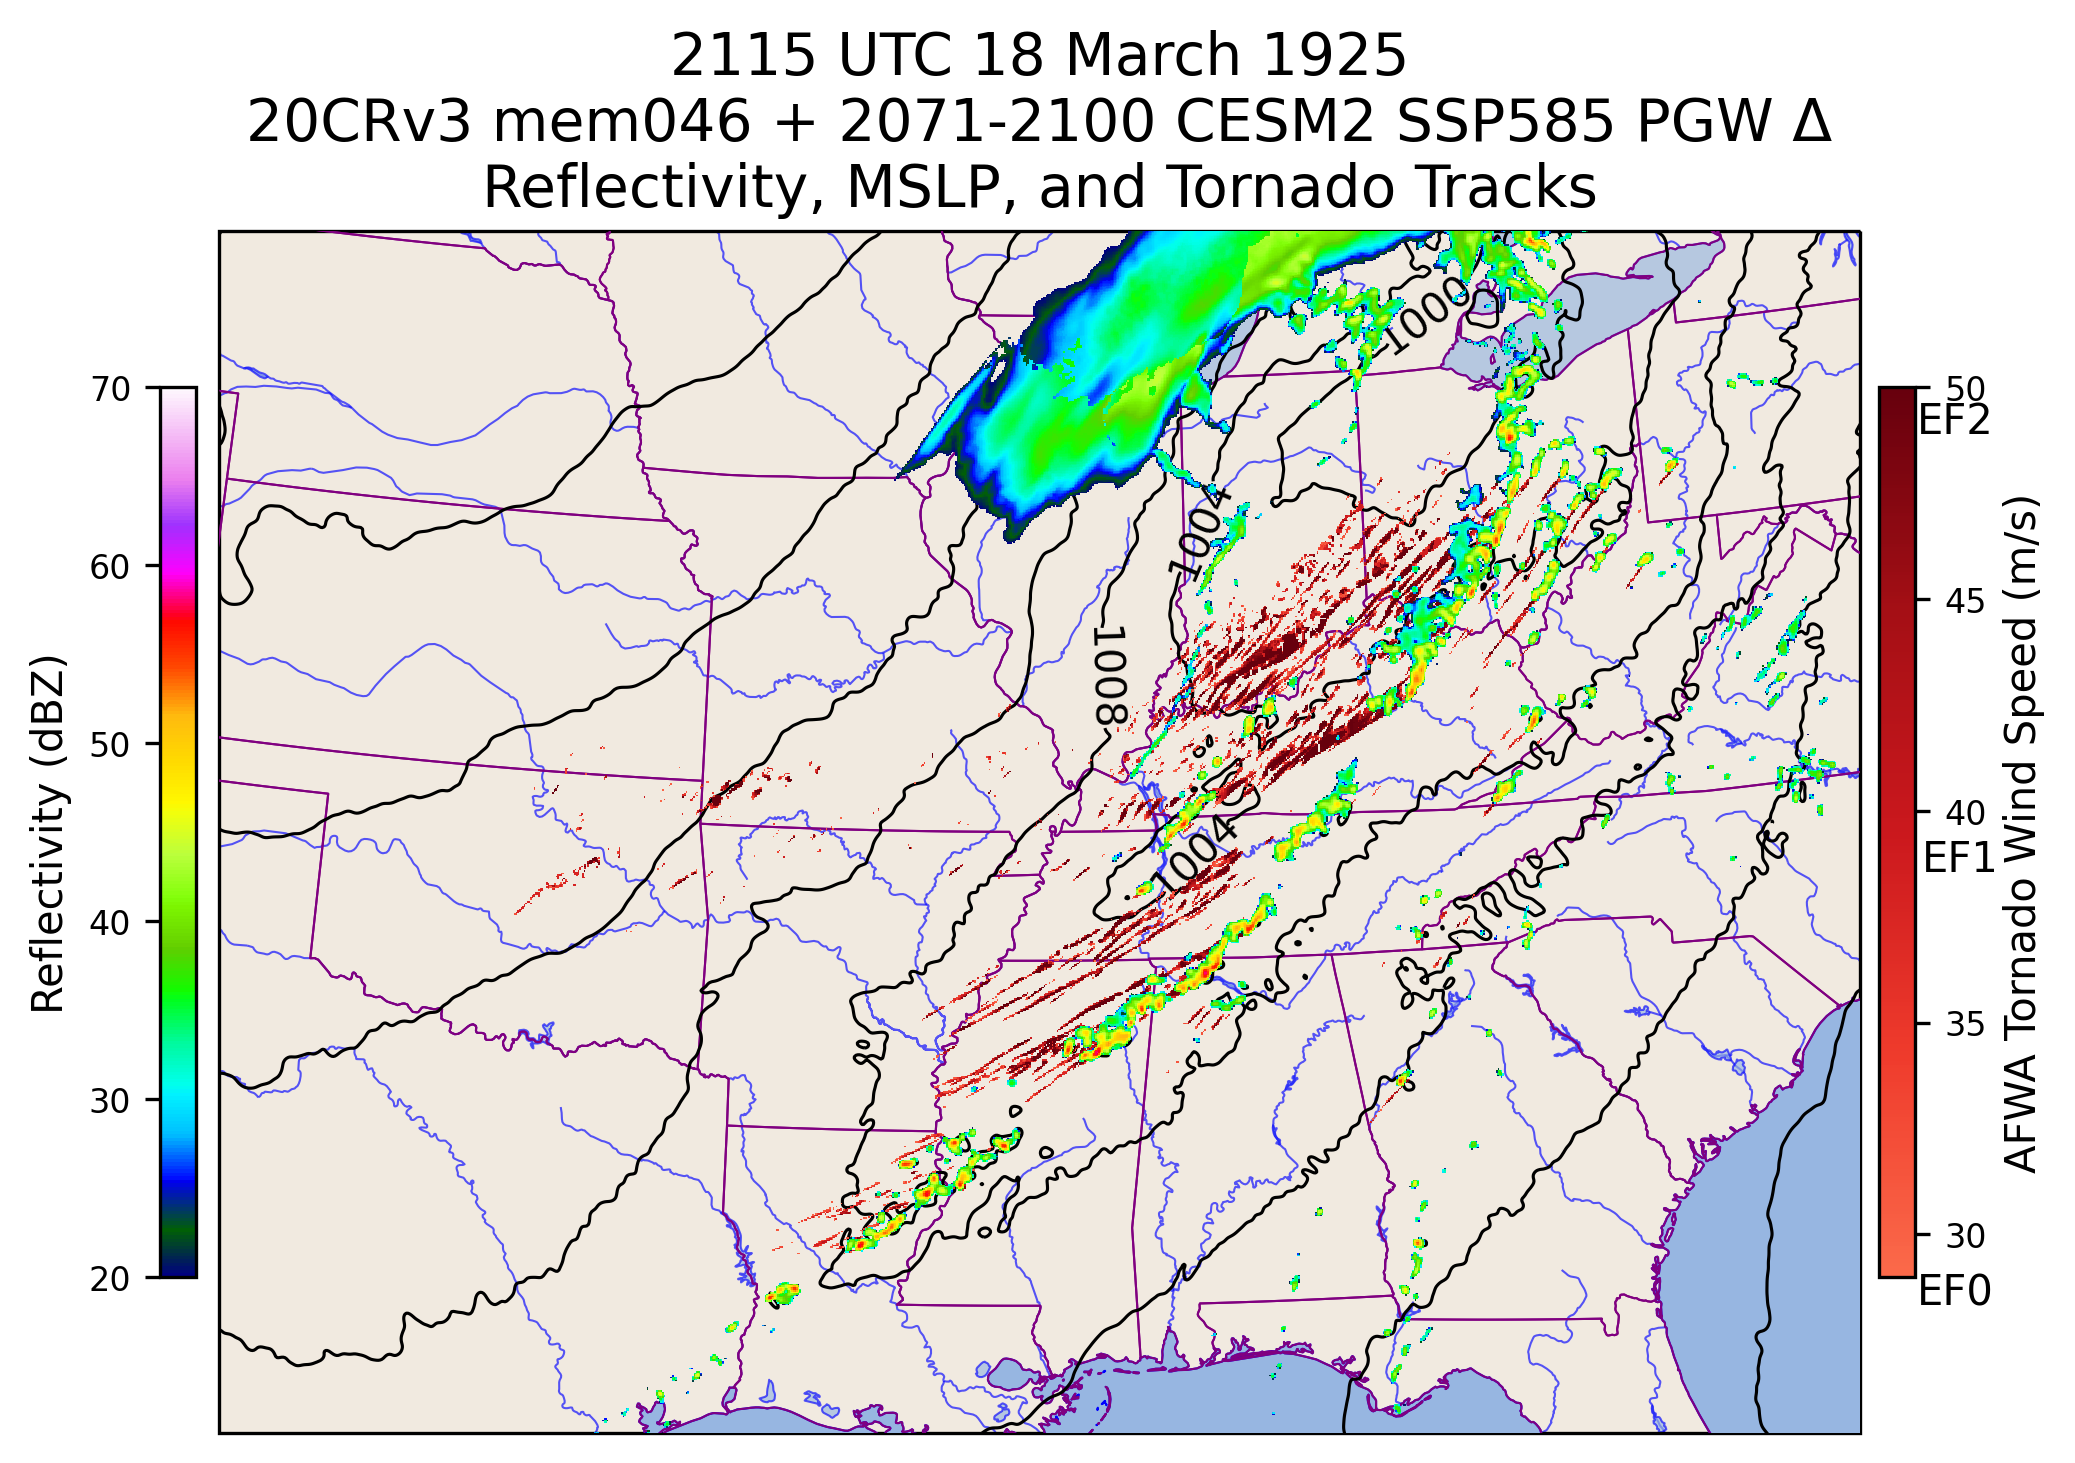 2115 UTC 18 March 1925
20CRv3 mem046 + 2071-2100 CESM2 SSP585 PGW Δ
Reflectivity, MSLP, and Tornado Tracks
70
60
50
40
30
20
Reflectivity (dBZ)
1000
1004
1008
1004
50
EF2
45
40
EF1
35
30
EF0
AFWA Tornado Wind Speed (m/s)